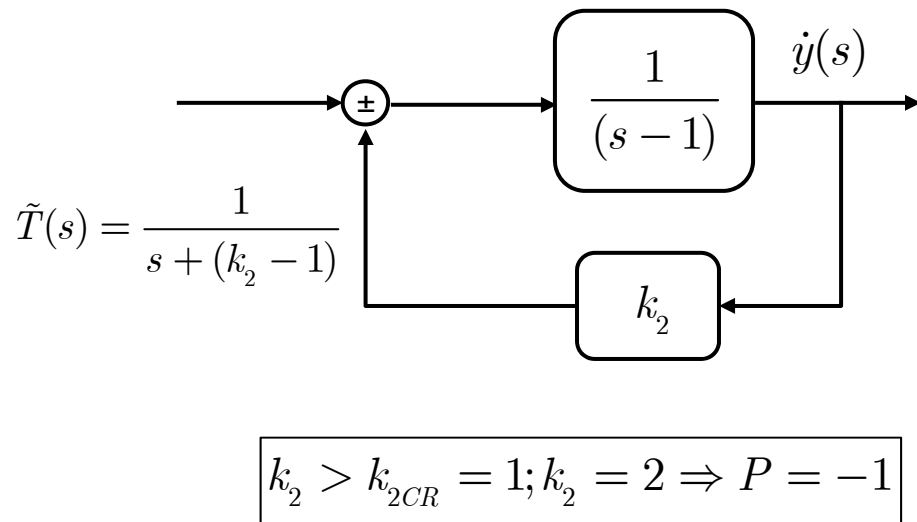 ±
1
(s − 1)
ẏ(s)
T̃(s) = 1 / (s + (k₂ − 1))
k₂
k₂ > k₂CR = 1; k₂ = 2 ⇒ P = −1